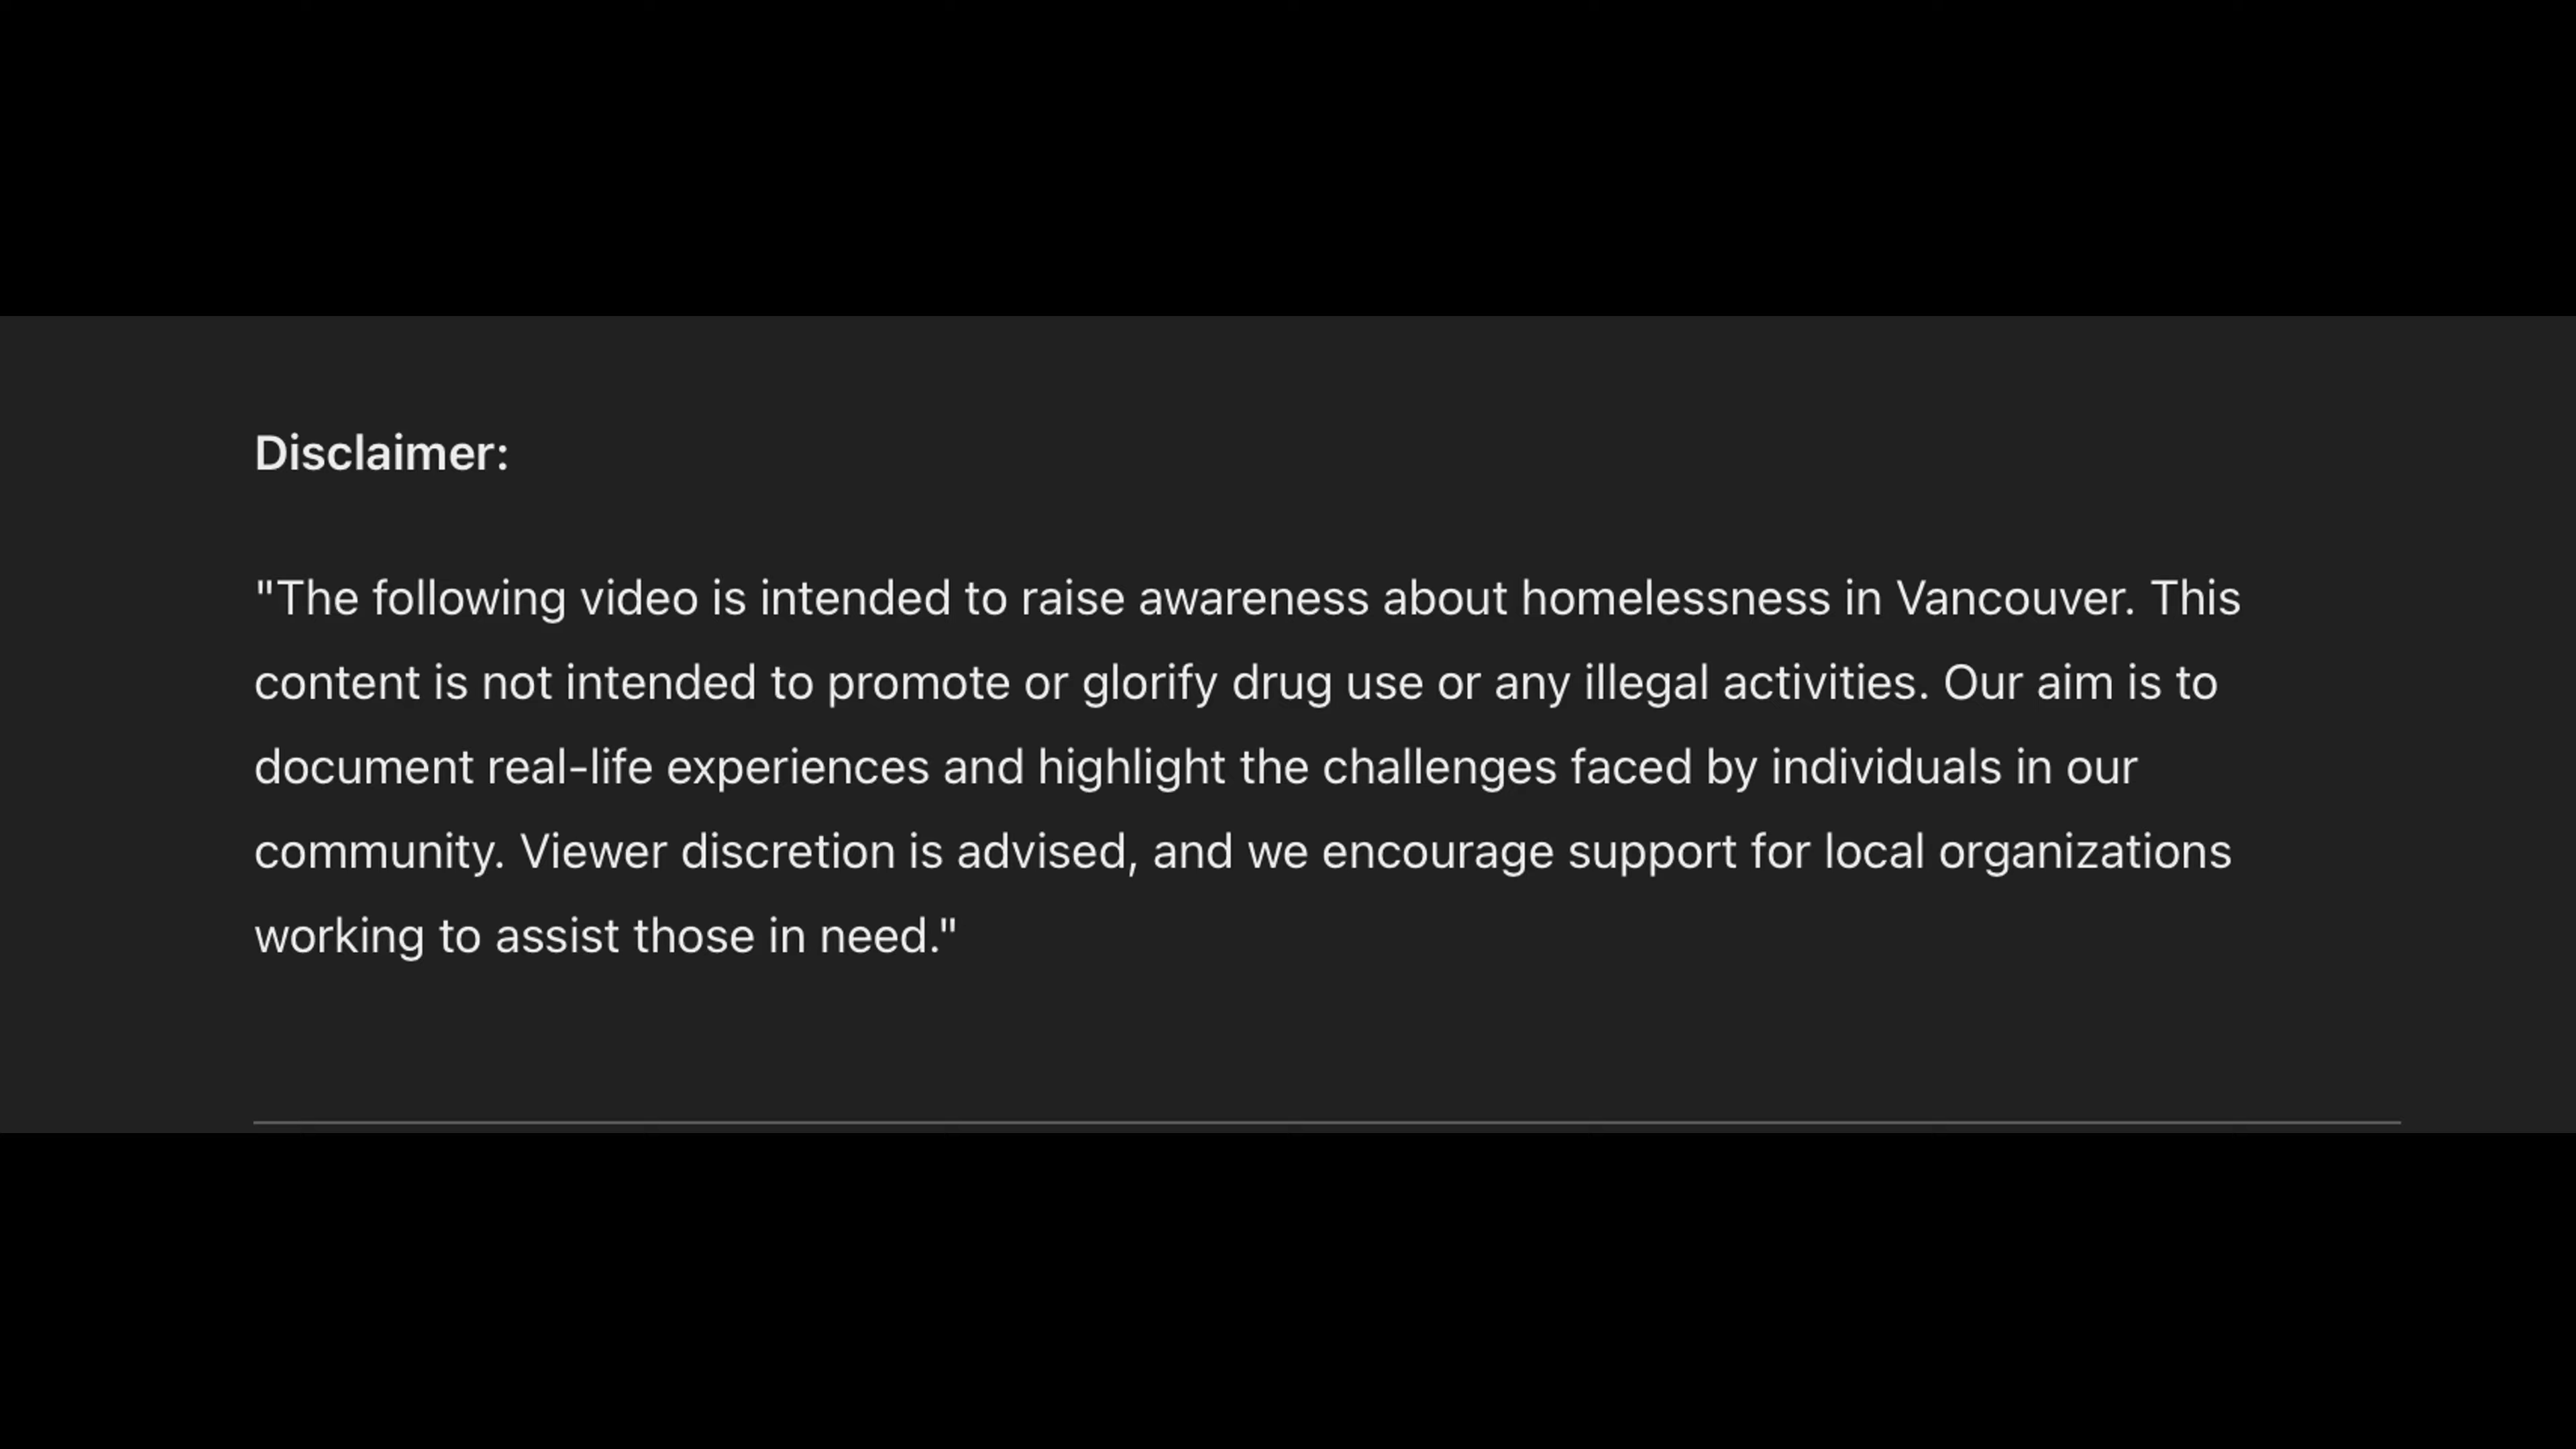 Disclaimer:
"The following video is intended to raise awareness about homelessness in Vancouver. This
content is not intended to promote or glorify drug use or any illegal activities. Our aim is to
document real-life experiences and highlight the challenges faced by individuals in our
community. Viewer discretion is advised, and we encourage support for local organizations
working to assist those in need."